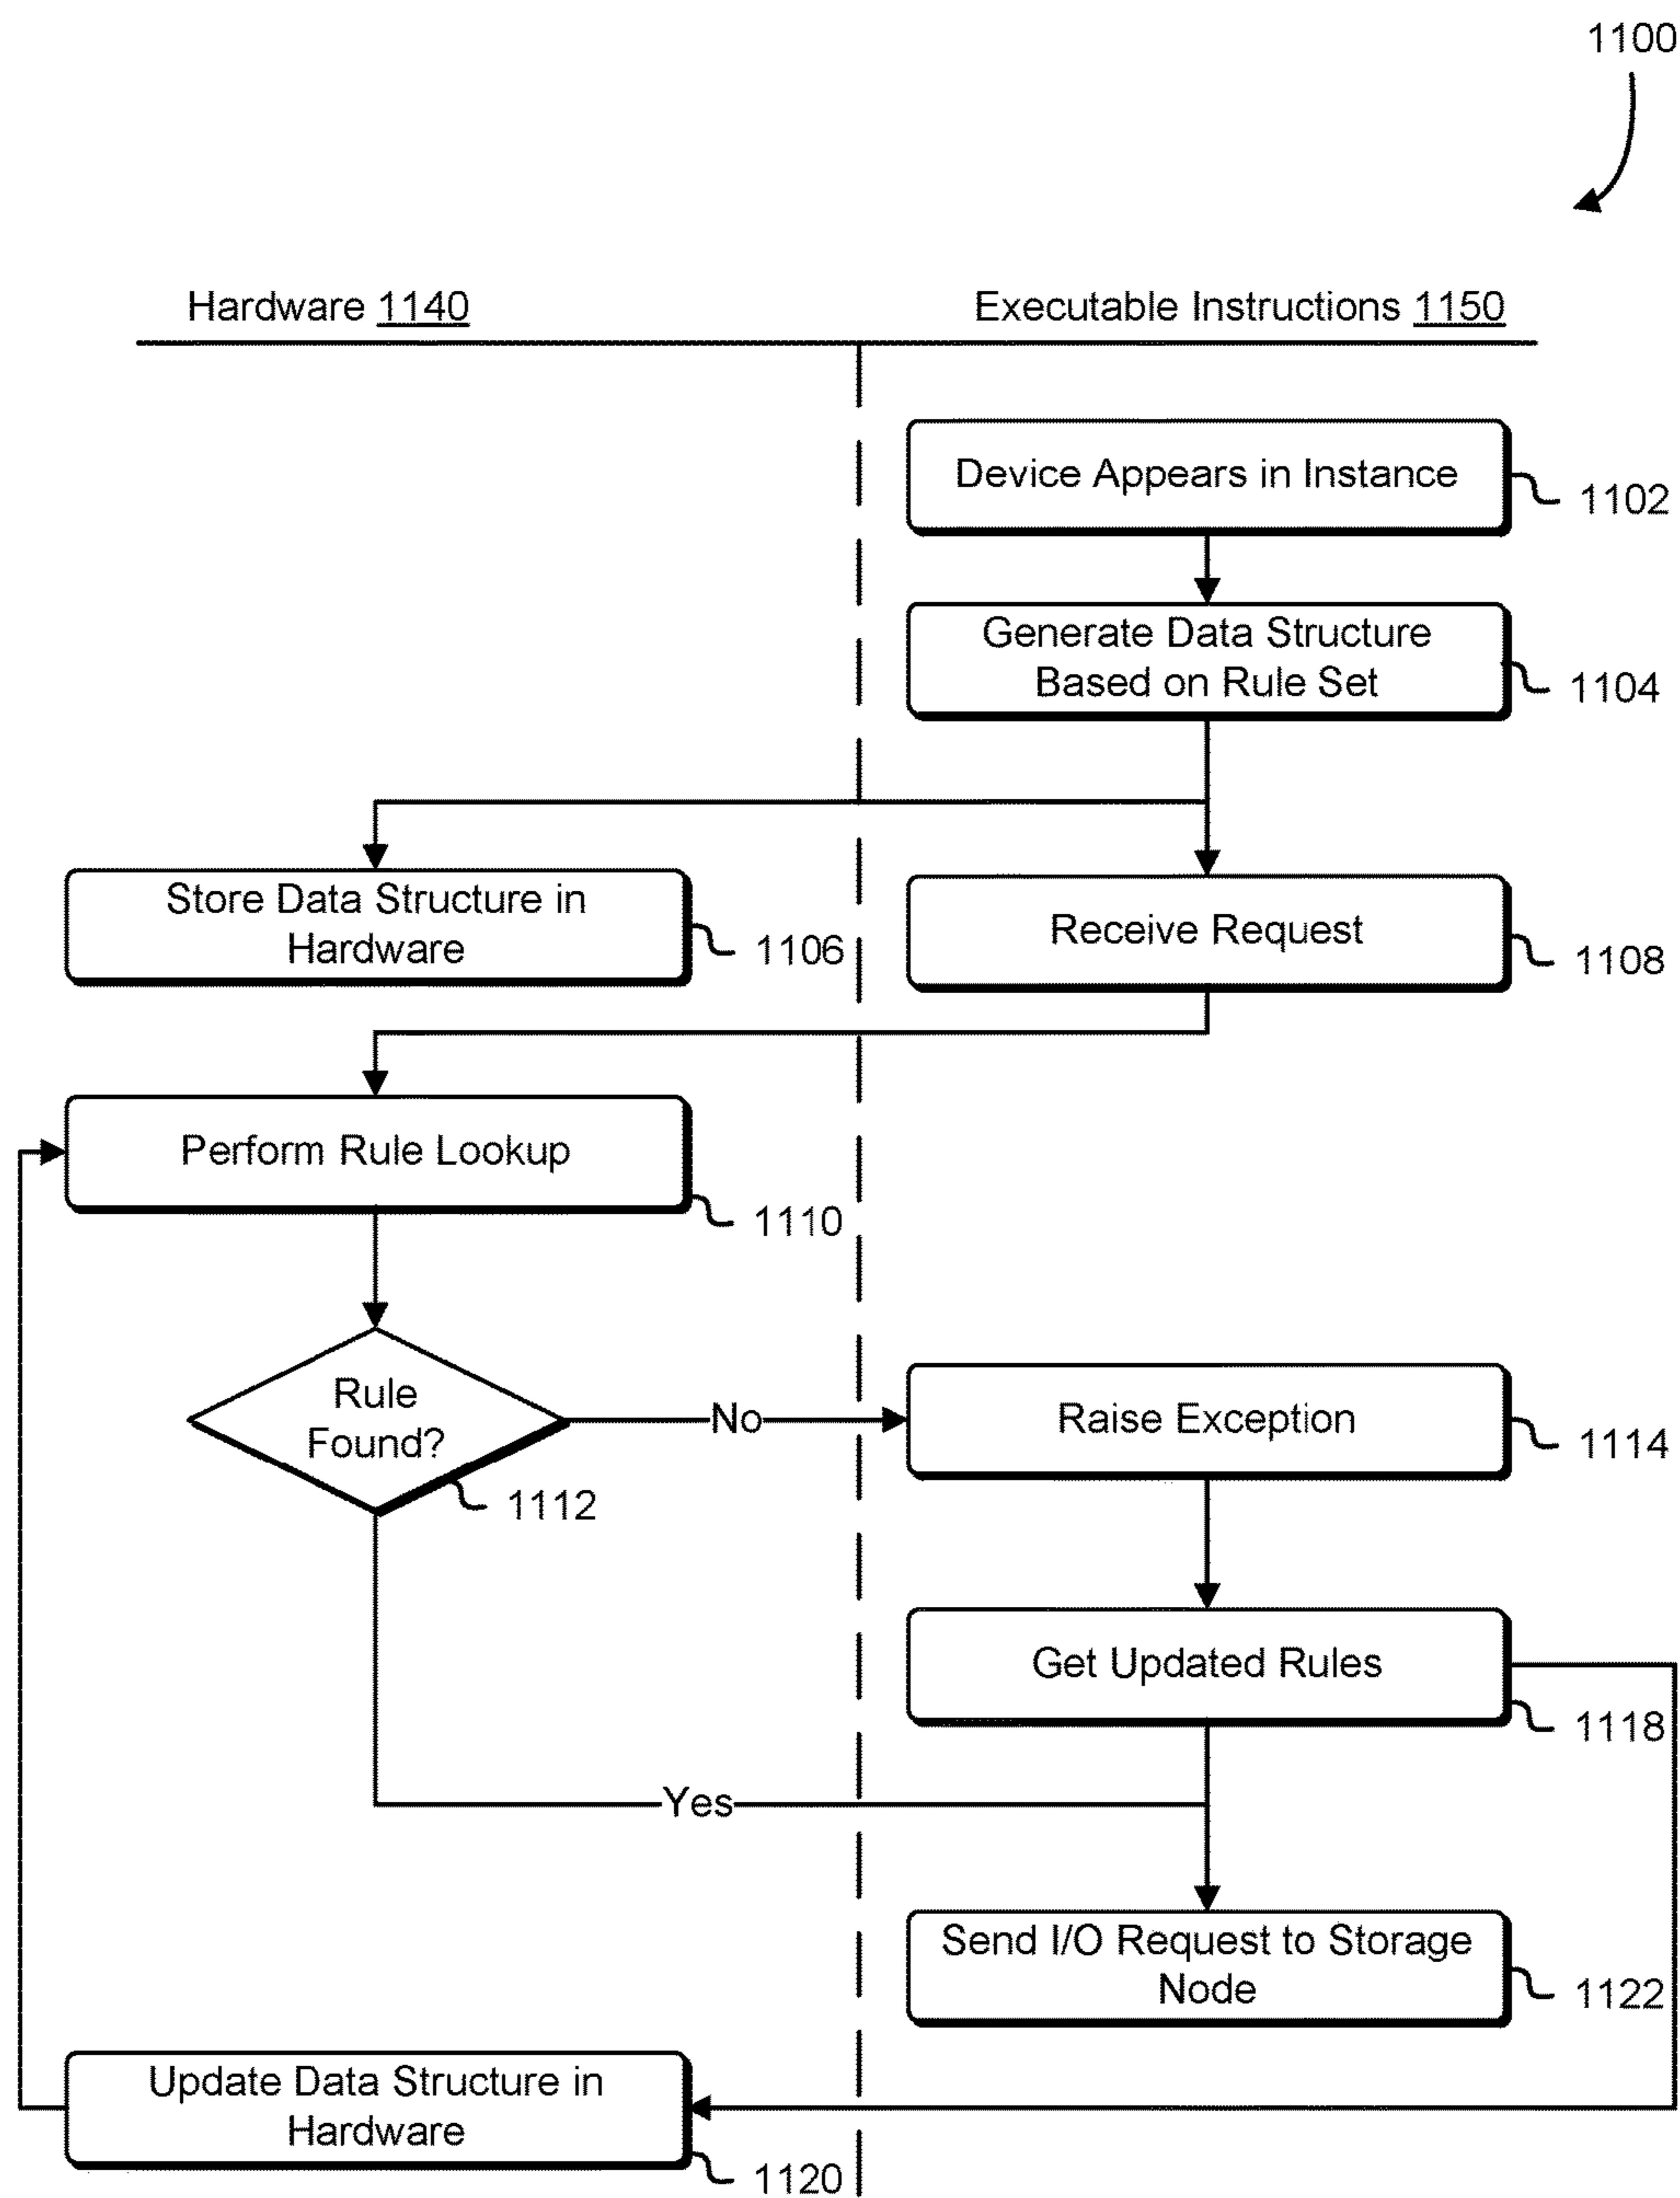 1100
Hardware 1140
Executable Instructions 1150
Device Appears in Instance
1102
Generate Data Structure
Based on Rule Set
1104
Store Data Structure in
Hardware
1106
Receive Request
1108
Perform Rule Lookup
1110
Rule
Found?
1112
No
Raise Exception
1114
Get Updated Rules
1118
Yes
Send I/O Request to Storage
Node
1122
Update Data Structure in
Hardware
1120